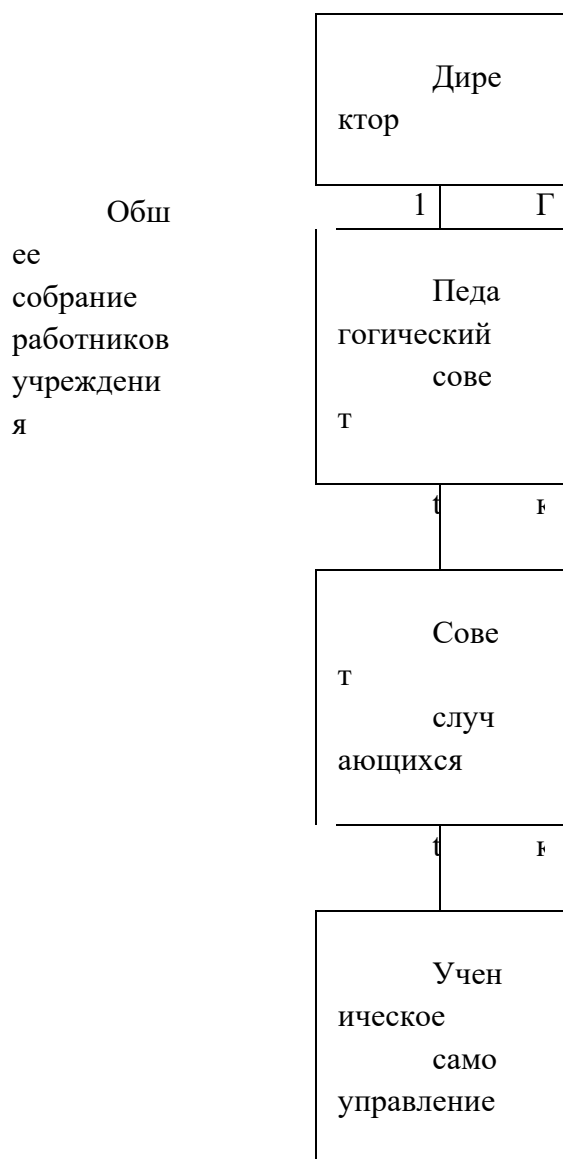 Дире
ктор
Обш
ее
собрание
работников
учреждени
я
1 Г
Педа
гогический
сове
т
t к
Сове
т
случ
ающихся
t к
Учен
ическое
само
управление